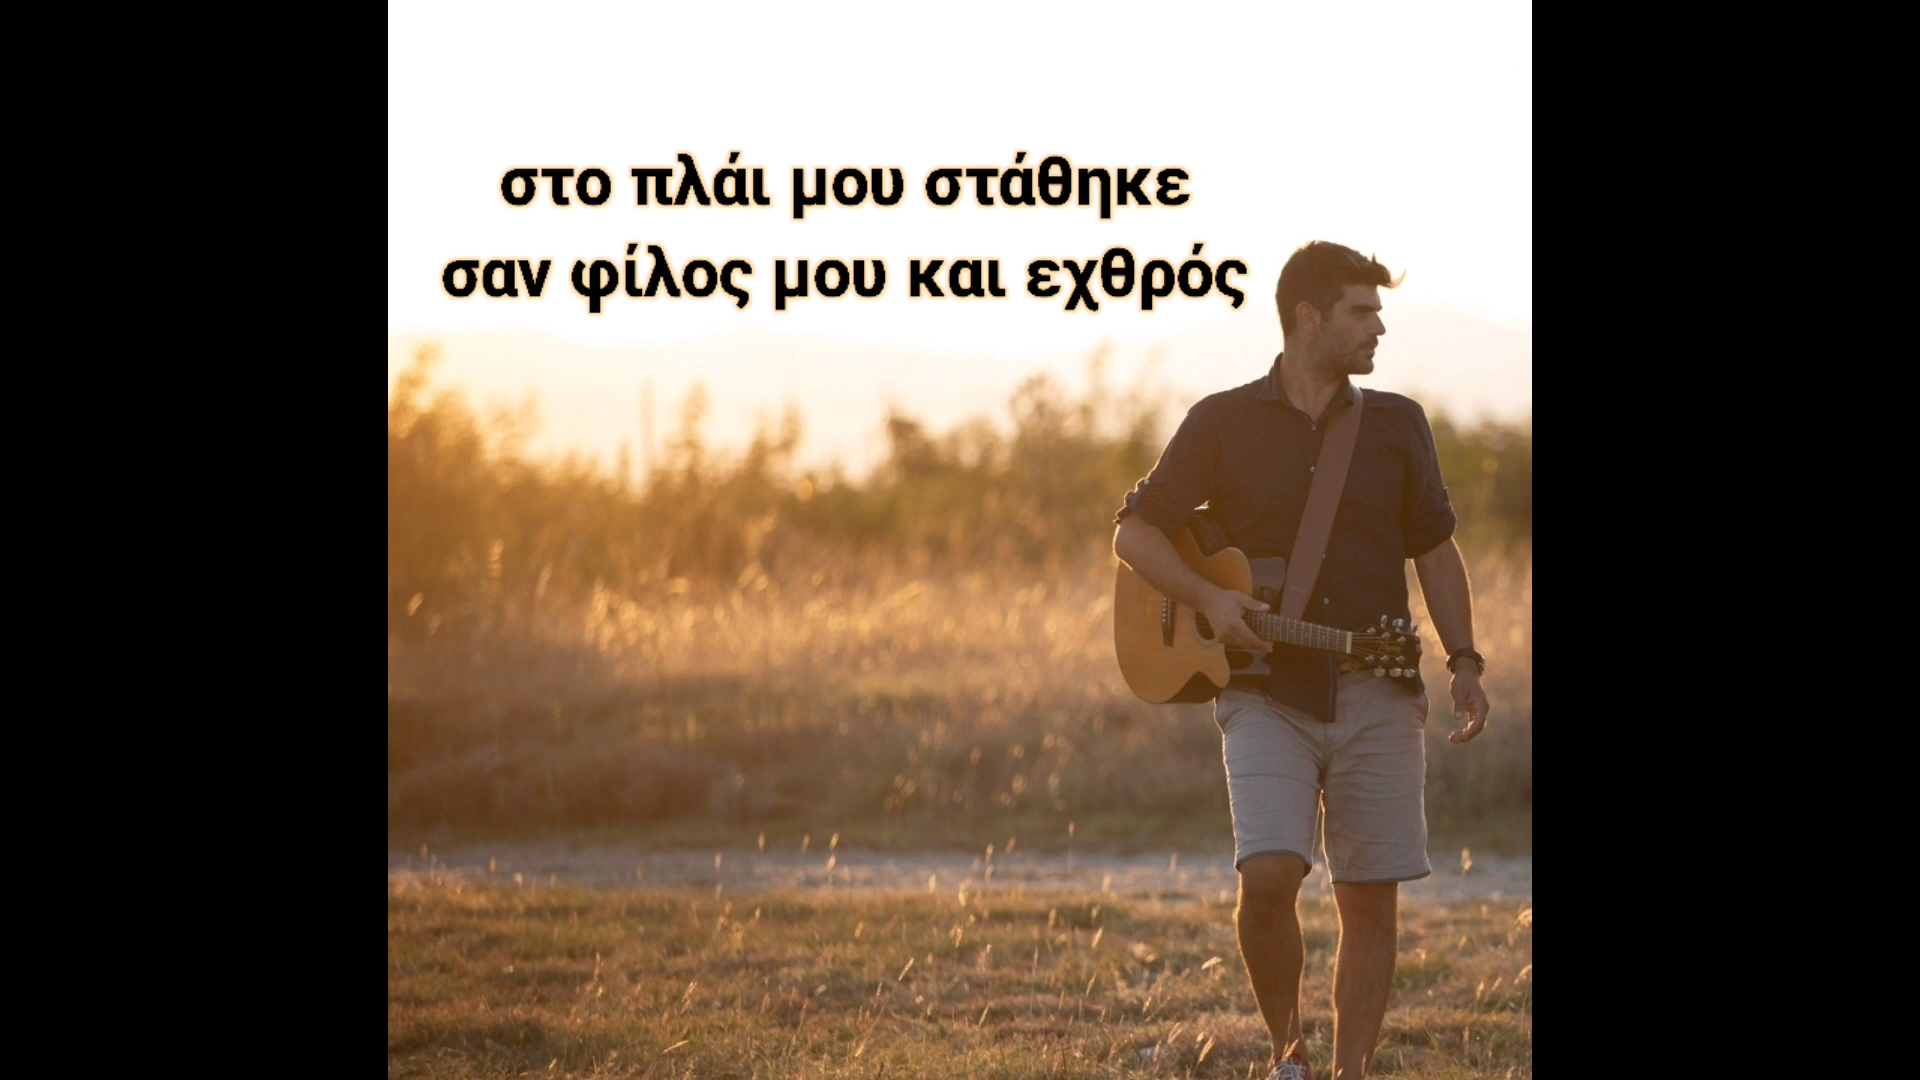 στο πλάι μου στάθηκε
σαν φίλος μου και εχθρός